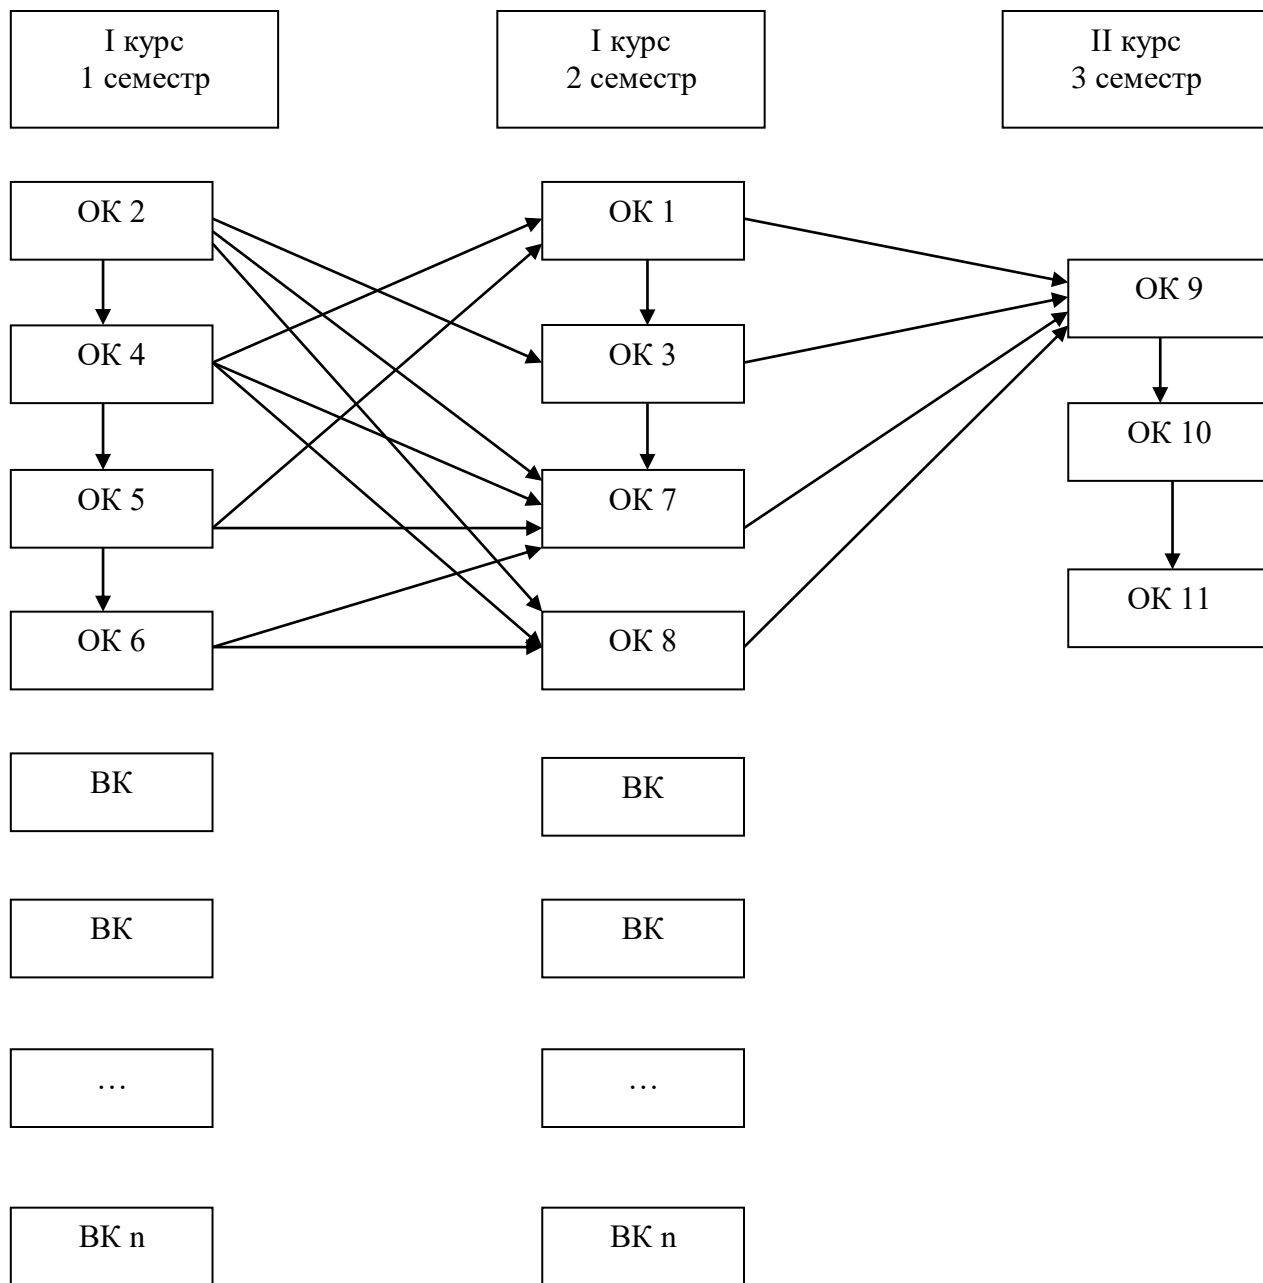 І курс
1 семестр
І курс
2 семестр
ІІ курс
3 семестр
ОК 2
ОК 1
ОК 9
ОК 4
ОК 3
ОК 10
ОК 5
ОК 7
ОК 11
ОК 6
ОК 8
ВК
ВК
ВК
ВК
…
…
ВК n
ВК n